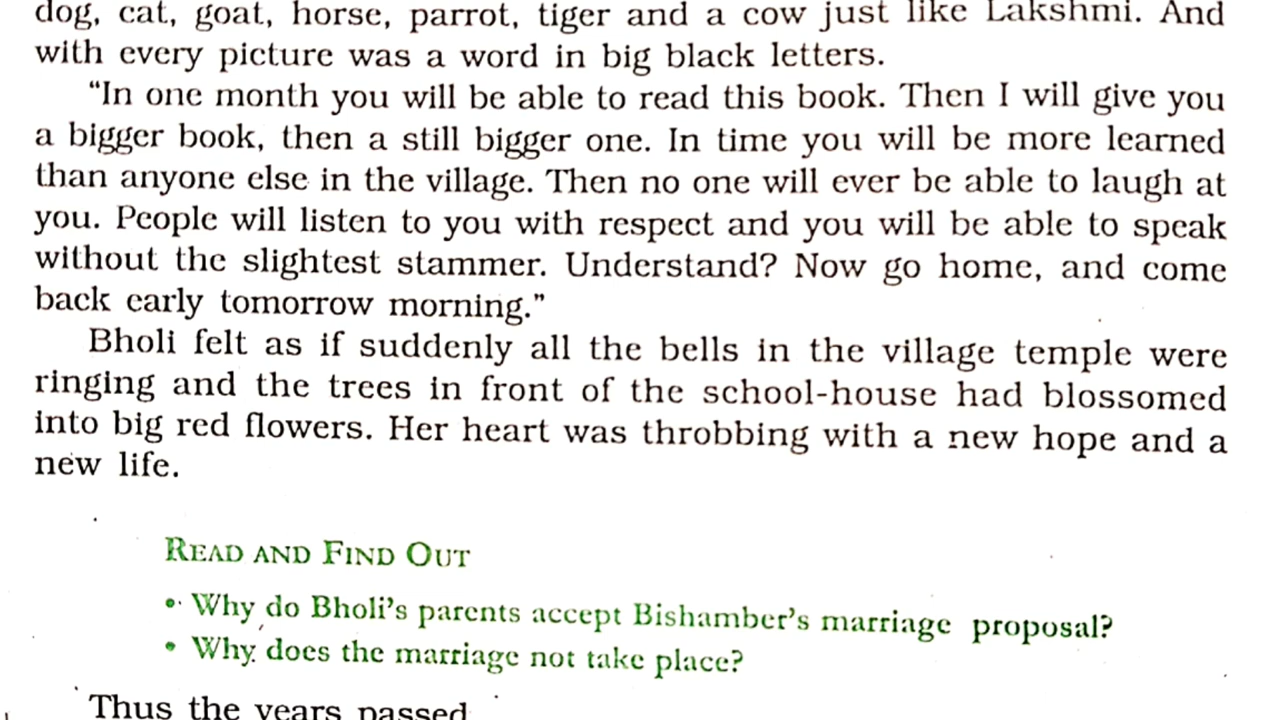 dog, cat, goat, horse, parrot, tiger and a cow just like Lakshmi. And
with every picture was a word in big black letters.
“In one month you will be able to read this book. Then I will give you
a bigger book, then a still bigger one. In time you will be more learned
than anyone else in the village. Then no one will ever be able to laugh at
you. People will listen to you with respect and you will be able to speak
without the slightest stammer. Understand? Now go home, and come
back early tomorrow morning.”
Bholi felt as if suddenly all the bells in the village temple were
ringing and the trees in front of the school-house had blossomed
into big red flowers. Her heart was throbbing with a new hope and a
new life.
READ AND FIND OUT
• Why do Bholi’s parents accept Bishamber’s marriage proposal?
• Why does the marriage not take place?
Thus the years passed